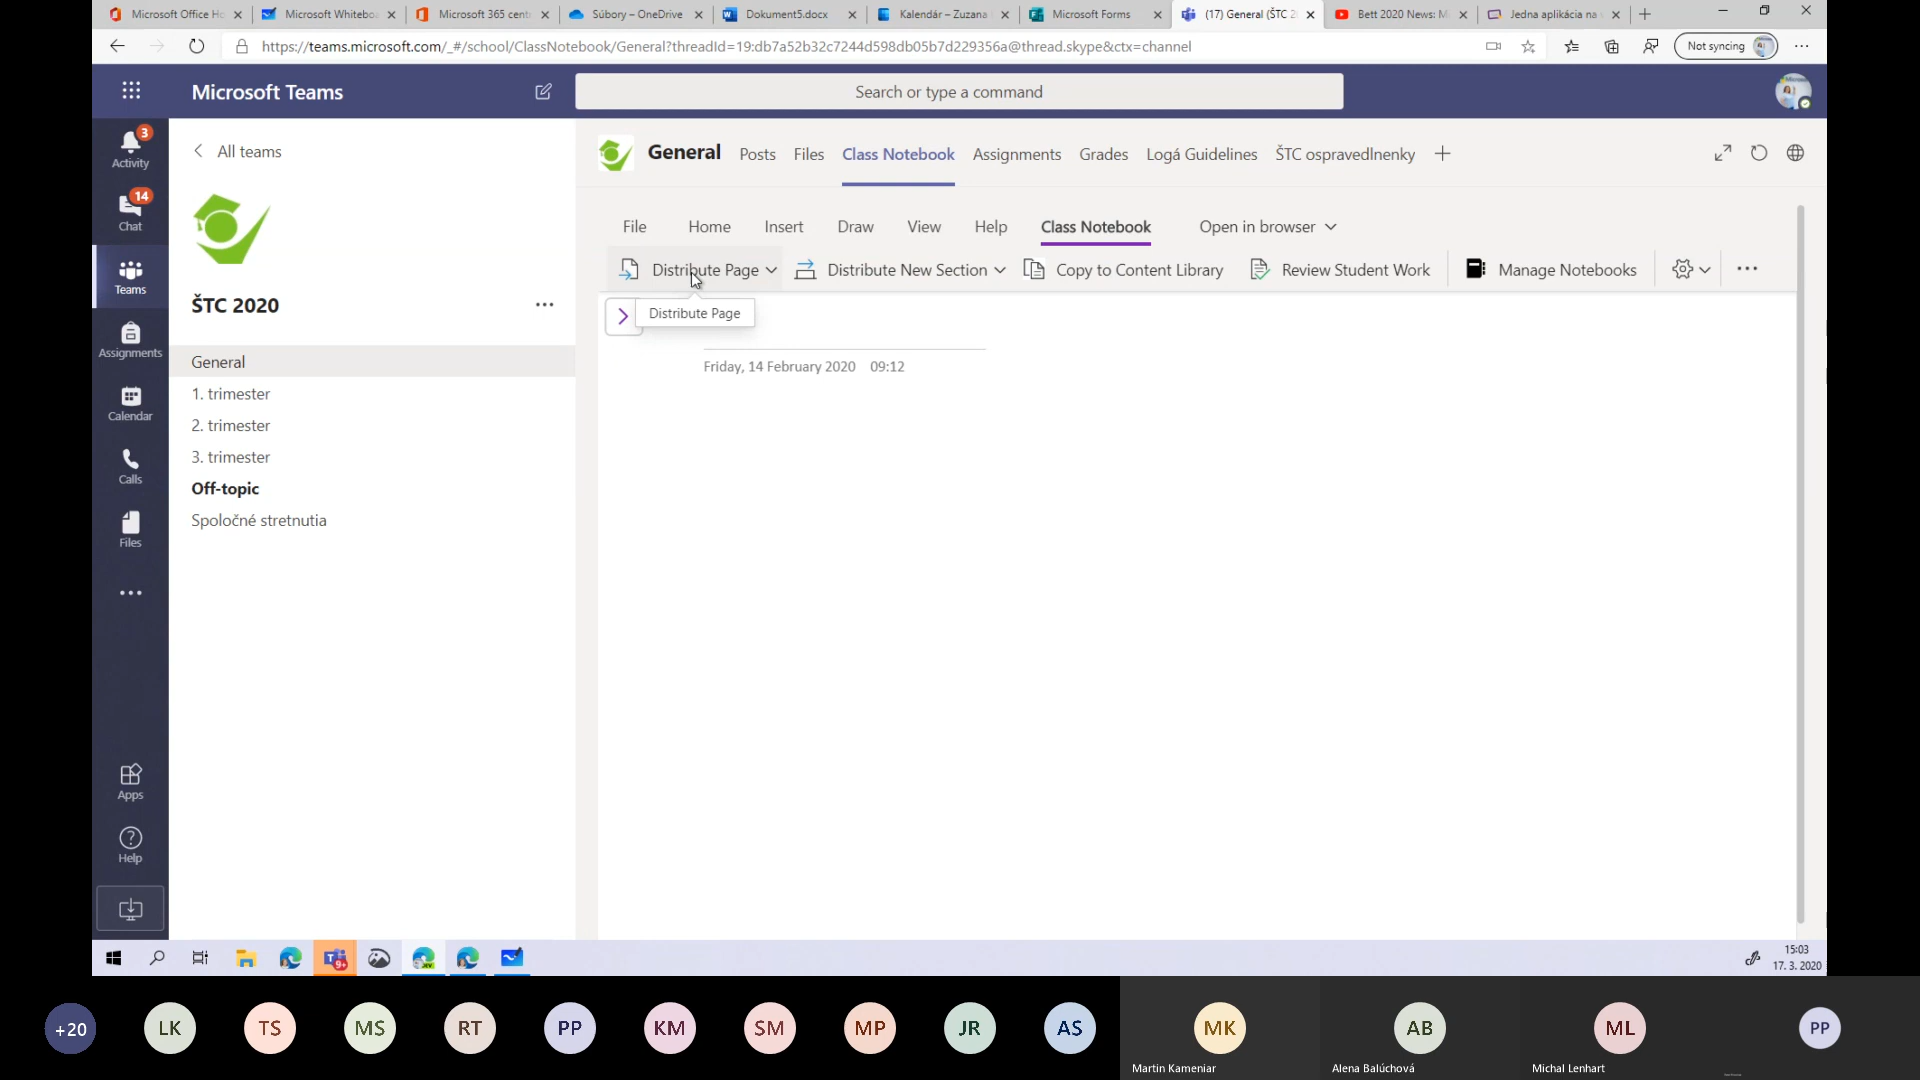 Microsoft Office Ho
Microsoft Whitebo
Microsoft 365 cent
Súbory – OneDrive
Dokument5.docx
Kalendár – Zuzana
Microsoft Forms
(17) General (ŠTC 2
Bett 2020 News: M
Jedna aplikácia na
https://teams.microsoft.com/_#/school/ClassNotebook/General?threadId=19:db7a52b32c7244d598db05b7d229356a@thread.skype&ctx=channel
Not syncing
Microsoft Teams
Search or type a command
3
Activity
14
Chat
Teams
Assignments
Calendar
Calls
Files
Apps
Help
All teams
ŠTC 2020
General
1. trimester
2. trimester
3. trimester
Off-topic
Spoločné stretnutia
General Posts Files Class Notebook Assignments Grades Logá Guidelines ŠTC ospravedlnenky
File Home Insert Draw View Help Class Notebook Open in browser
Distribute Page Distribute New Section Copy to Content Library Review Student Work Manage Notebooks
Distribute Page
Friday, 14 February 2020 09:12
9+
15:03
17. 3. 2020
+20 LK TS MS RT PP KM SM MP JR AS MK AB ML PP
Martin Kameniar Alena Balúchová Michal Lenhart